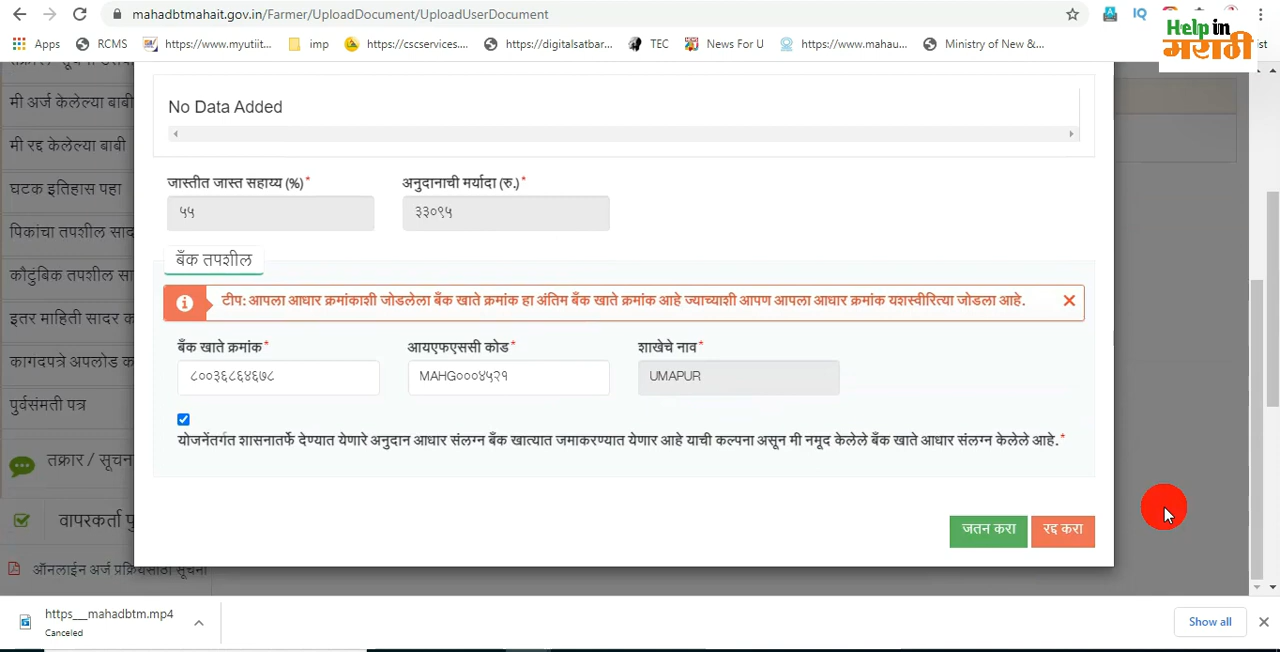 mahadbtmahait.gov.in/Farmer/UploadDocument/UploadUserDocument
IQ
Help in
मराठी
Apps RCMS https://www.myutiit... imp https://cscservices.... https://digitalsatbar... TEC News For U https://www.mahau... Ministry of New &...
मी अर्ज केलेल्या बाबी
मी रद्द केलेल्या बाबी
घटक इतिहास पहा
पिकांचा तपशील साद
कौटुंबिक तपशील सा
इतर माहिती सादर क
कागदपत्रे अपलोड क
पुर्वसंमती पत्र
तक्रार / सूचन
वापरकर्ता पु
ऑनलाईन अर्ज प्रक्रियेसाठी सूचना
No Data Added
जास्तीत जास्त सहाय्य (%)* अनुदानाची मर्यादा (रु.)*
५५ ३३०९५
बँक तपशील
टीप: आपला आधार क्रमांकाशी जोडलेला बँक खाते क्रमांक हा अंतिम बँक खाते क्रमांक आहे ज्याच्याशी आपण आपला आधार क्रमांक यशस्वीरित्या जोडला आहे.
बँक खाते क्रमांक* आयएफएससी कोड* शाखेचे नाव*
८००३६८६४६७८ MAHG०००४५२१ UMAPUR
योजनेंतर्गत शासनातर्फे देण्यात येणारे अनुदान आधार संलग्न बँक खात्यात जमाकरण्यात येणार आहे याची कल्पना असून मी नमूद केलेले बँक खाते आधार संलग्न केलेले आहे.*
जतन करा रद्द करा
https___mahadbtm.mp4
Canceled
Show all